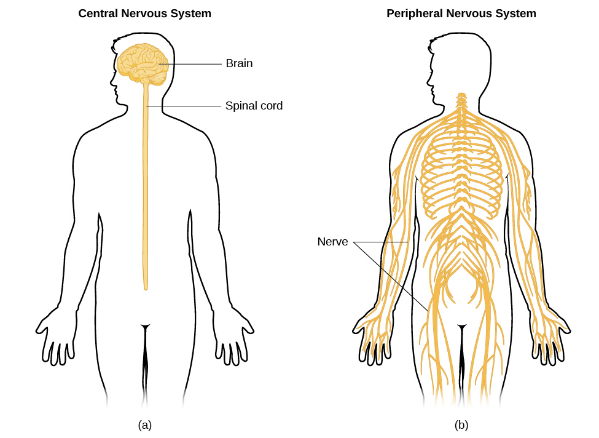 Central Nervous System
Brain
Spinal cord
(a)
Peripheral Nervous System
Nerve
(b)